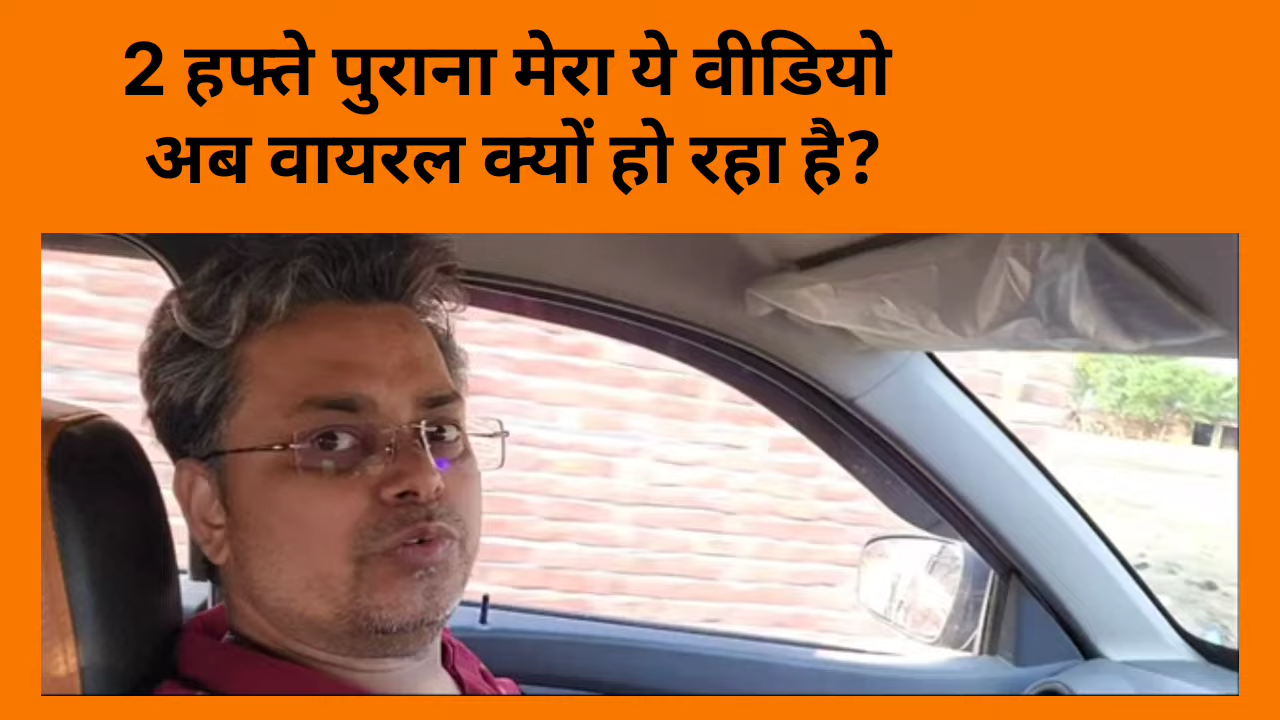 2 हफ्ते पुराना मेरा ये वीडियो
अब वायरल क्यों हो रहा है?